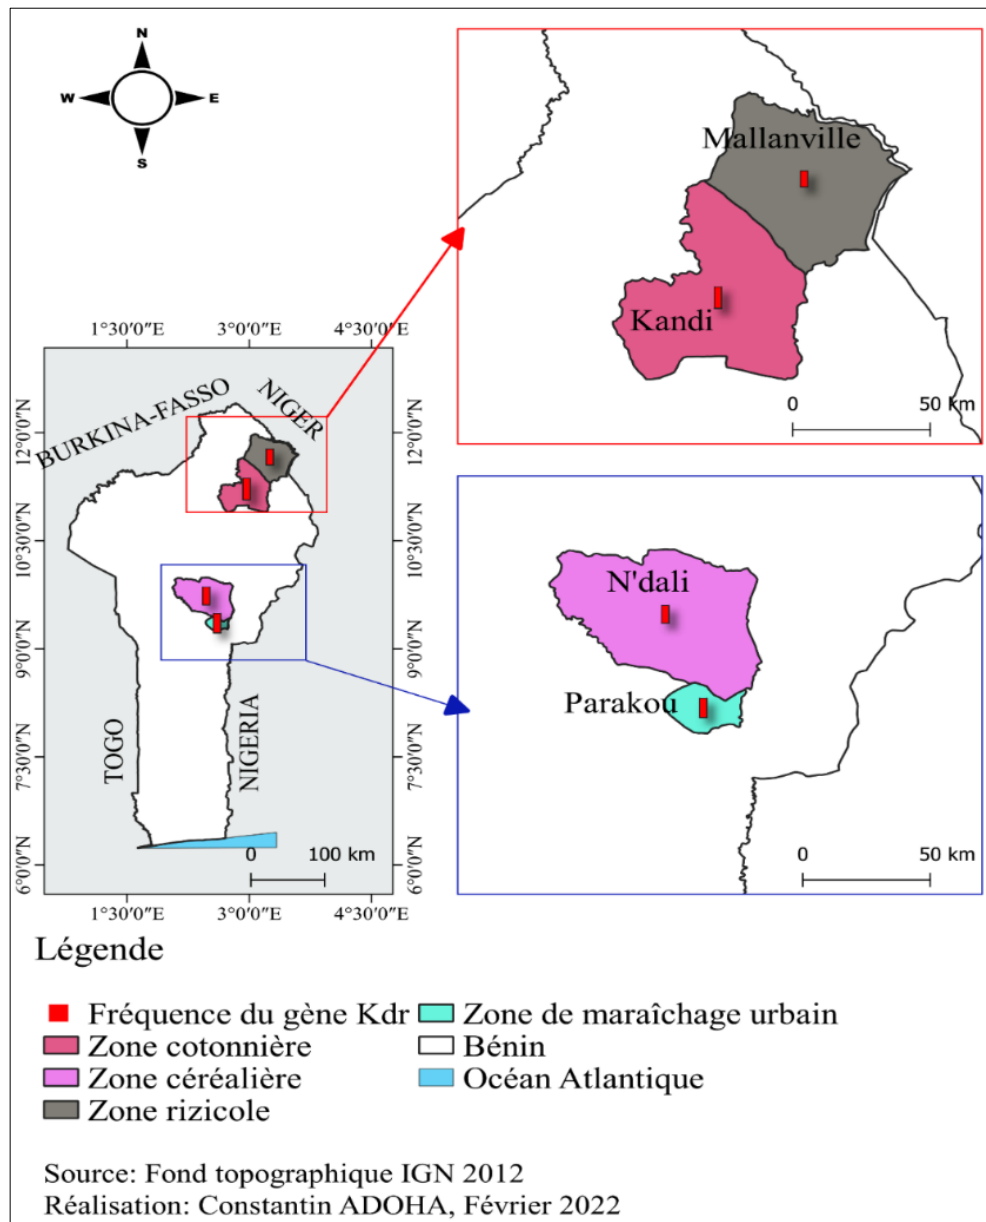 N
W E
S
Mallanville
Kandi
0 50 km
1°30'0"E 3°0'0"E 4°30'0"E
BURKINA-FASSO
NIGER
12°0'0"N 12°0'0"N
10°30'0"N 10°30'0"N
9°0'0"N 9°0'0"N
7°30'0"N 7°30'0"N
6°0'0"N 6°0'0"N
TOGO
NIGERIA
0 100 km
1°30'0"E 3°0'0"E 4°30'0"E
N'dali
Parakou
0 50 km
Légende
Fréquence du gène Kdr
Zone cotonnière
Zone céréalière
Zone rizicole
Zone de maraîchage urbain
Bénin
Océan Atlantique
Source: Fond topographique IGN 2012
Réalisation: Constantin ADOHA, Février 2022